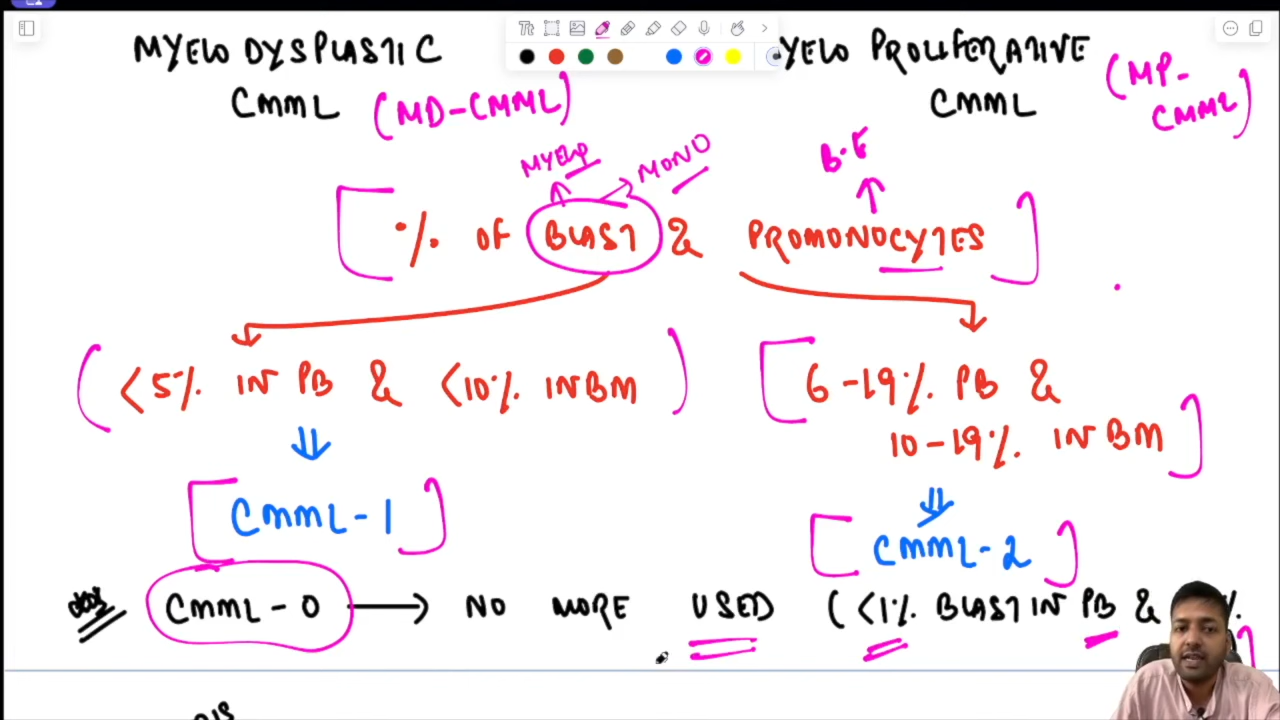 MYELO DYSPLASTIC
CMML (MD-CMML)
MYELO PROLIFERATIVE
CMML (MP-
CMML)
MYELO MONO
B.E
[% OF BLAST & PROMONOCYTES]
(<5% IN PB & <10% IN BM)
[6-19% PB &
10-19% IN BM]
[CMML-1]
[CMML-2]
CMML-0 → NO MORE USED (<1% BLAST IN PB & %
Tt